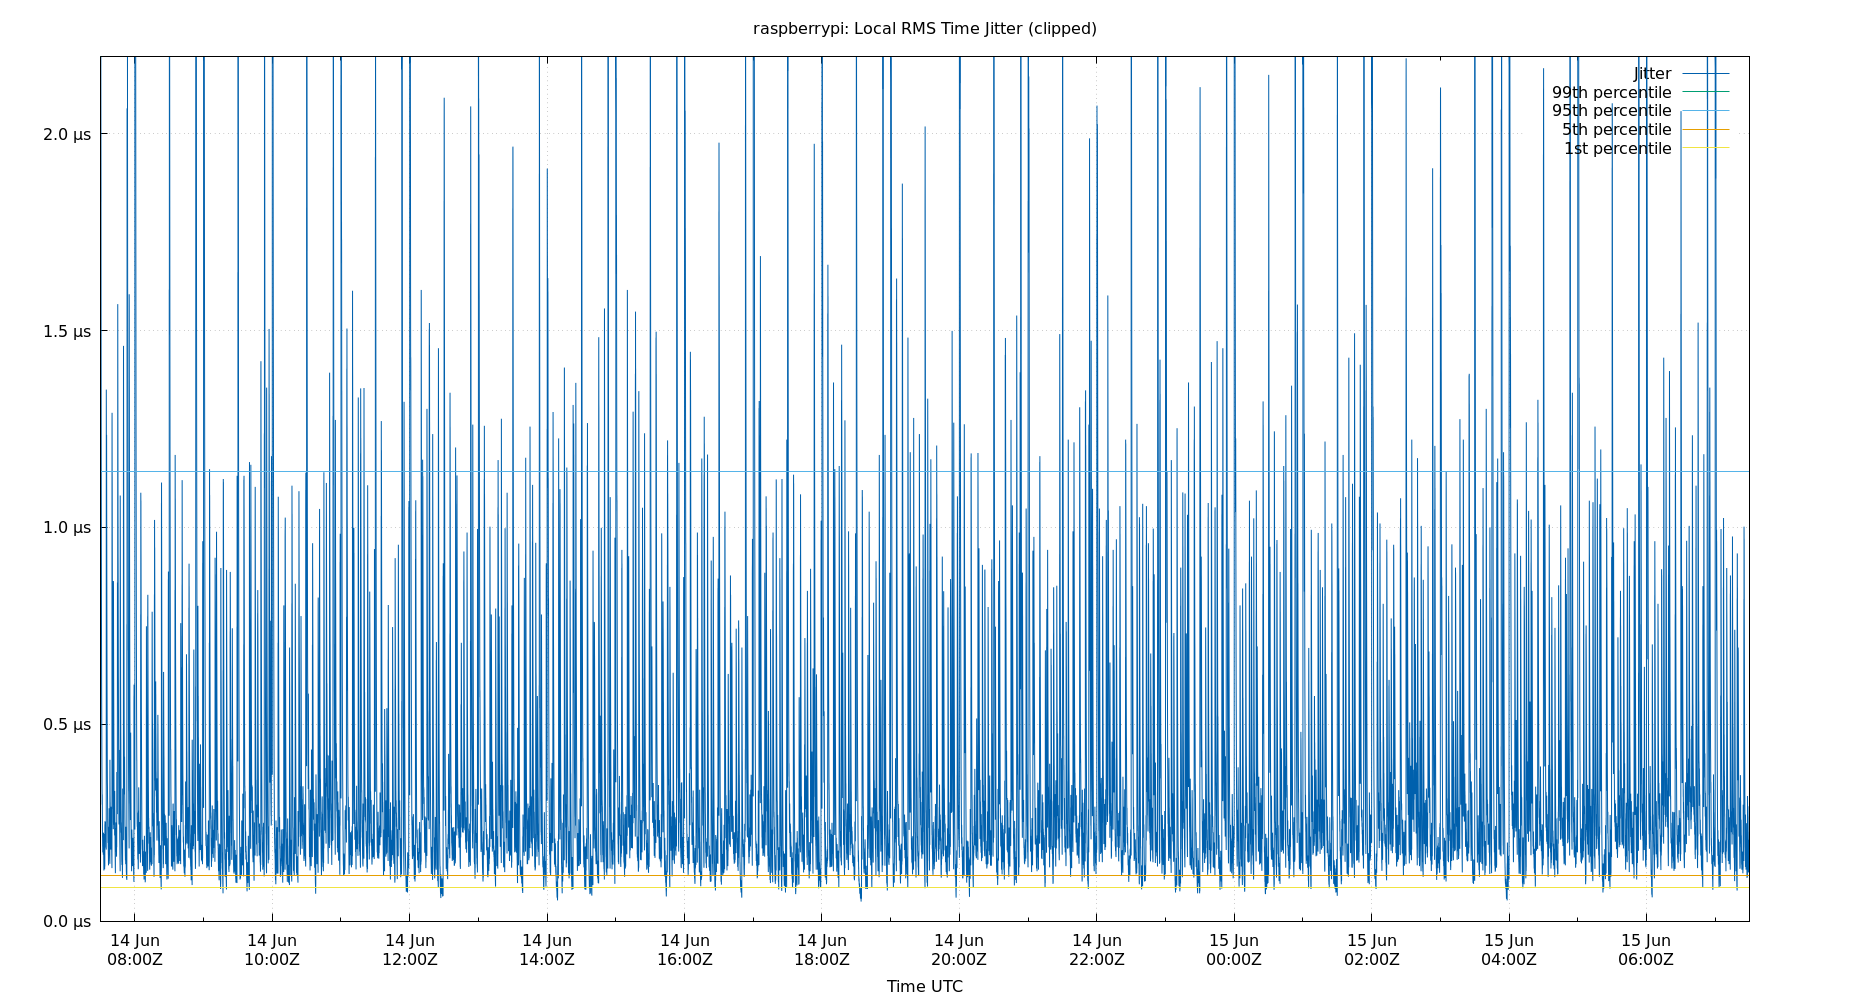 raspberrypi: Local RMS Time Jitter (clipped)
Jitter
99th percentile
95th percentile
5th percentile
1st percentile
2.0 µs
1.5 µs
1.0 µs
0.5 µs
0.0 µs
14 Jun 14 Jun 14 Jun 14 Jun 14 Jun 14 Jun 14 Jun 14 Jun 15 Jun 15 Jun 15 Jun 15 Jun
08:00Z 10:00Z 12:00Z 14:00Z 16:00Z 18:00Z 20:00Z 22:00Z 00:00Z 02:00Z 04:00Z 06:00Z
Time UTC